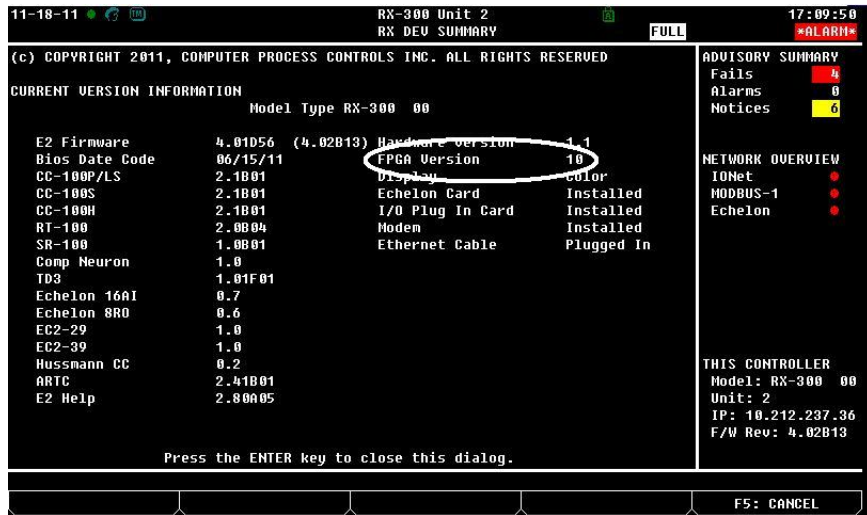 11-18-11 RX-300 Unit 2 17:09:50
RX DEV SUMMARY FULL *ALARM*
(c) COPYRIGHT 2011, COMPUTER PROCESS CONTROLS INC. ALL RIGHTS RESERVED
CURRENT VERSION INFORMATION
Model Type RX-300 00
E2 Firmware 4.01D56 (4.02B13) Hardware Version 1.1
Bios Date Code 06/15/11 FPGA Version 10
CC-100P/LS 2.1B01 Display Color
CC-100S 2.1B01 Echelon Card Installed
CC-100H 2.1B01 I/O Plug In Card Installed
RT-100 2.0B04 Modem Installed
SR-100 1.0B01 Ethernet Cable Plugged In
Comp Neuron 1.0
TD3 1.01F01
Echelon 16AI 0.7
Echelon 8RO 0.6
EC2-29 1.0
EC2-39 1.0
Hussmann CC 0.2
ARTC 2.41B01
E2 Help 2.80A05
Press the ENTER key to close this dialog.
ADVISORY SUMMARY
Fails 4
Alarms 0
Notices 6
NETWORK OVERVIEW
IONet
MODBUS-1
Echelon
THIS CONTROLLER
Model: RX-300 00
Unit: 2
IP: 10.212.237.36
F/W Rev: 4.02B13
F5: CANCEL